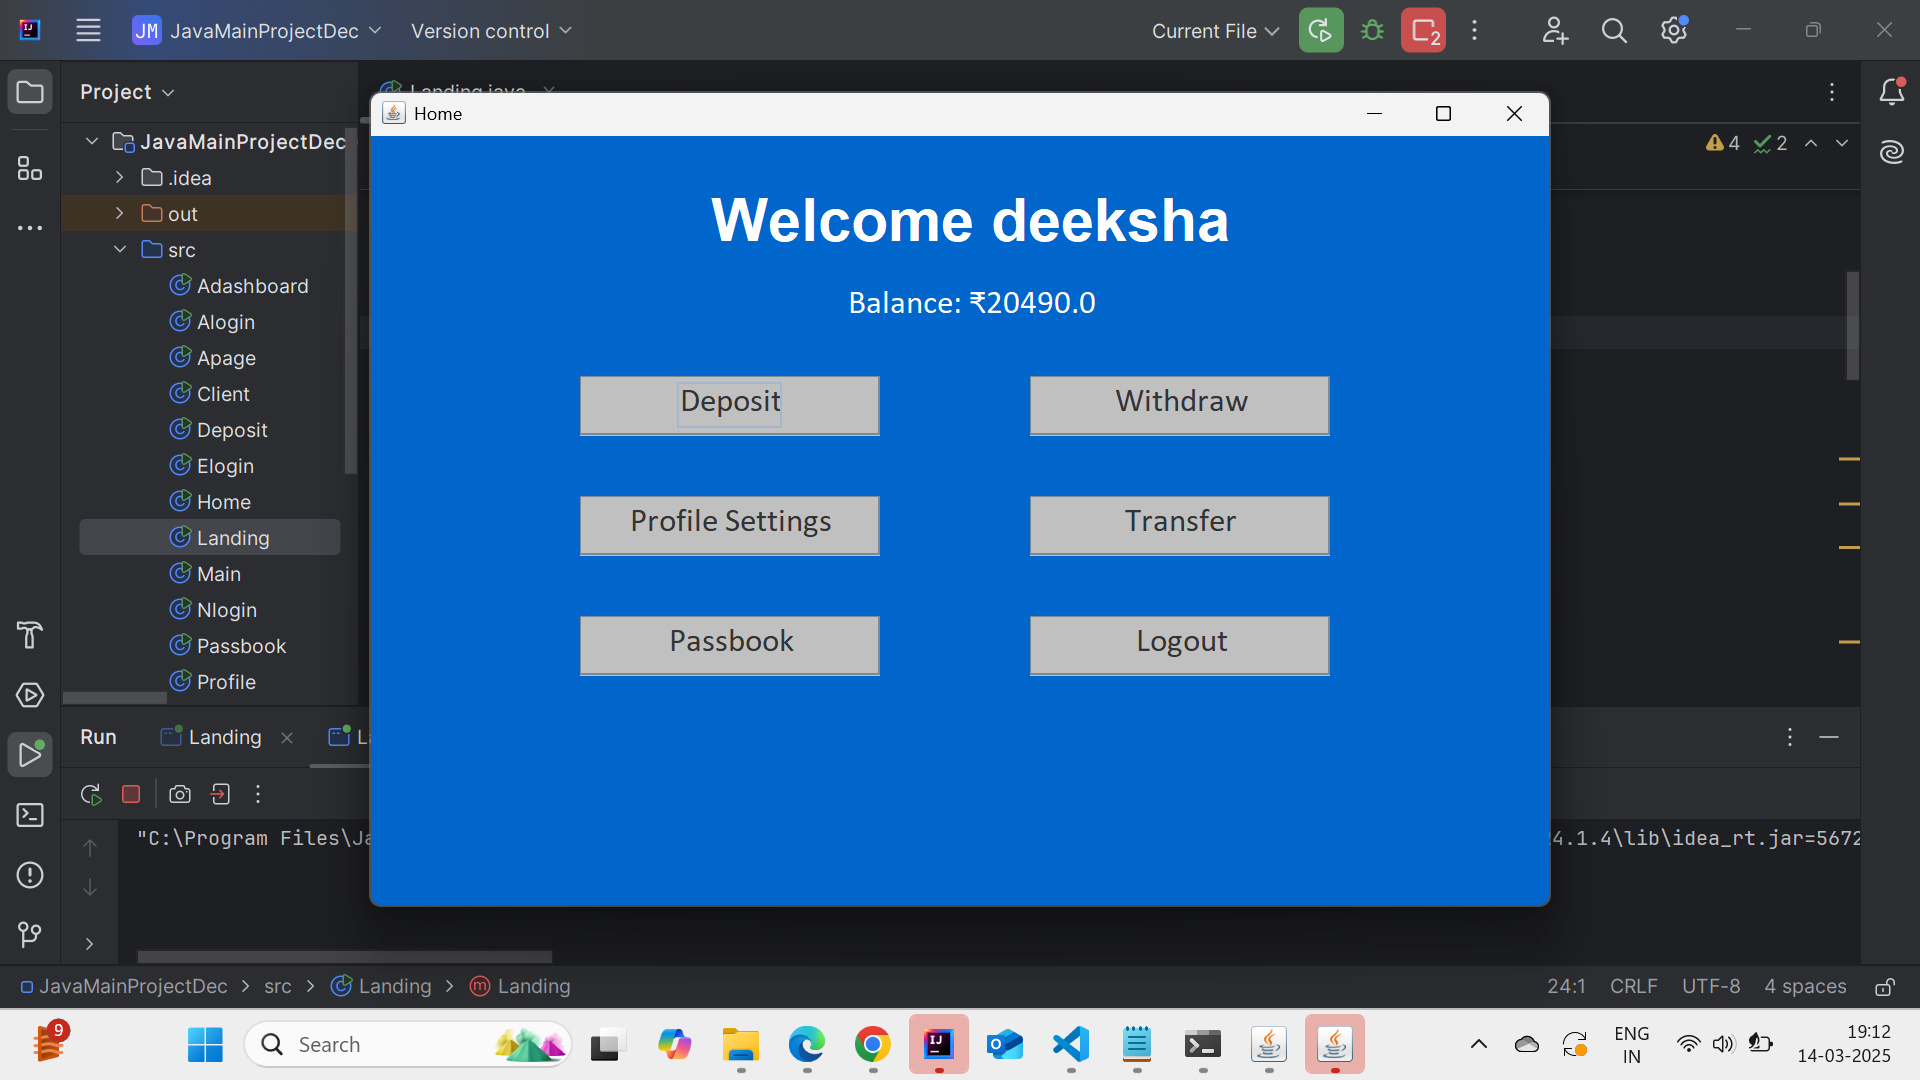 JM JavaMainProjectDec Version control Current File 2
Project
Landing.java
Home
JavaMainProjectDec
4 2
.idea
out
src
Adashboard
Alogin
Apage
Client
Deposit
Elogin
Home
Landing
Main
Nlogin
Passbook
Profile
Welcome deeksha
Balance: ₹20490.0
Deposit Withdraw
Profile Settings Transfer
Passbook Logout
Run Landing
"C:\Program Files\Ja 4.1.4\lib\idea_rt.jar=5672
JavaMainProjectDec > src > Landing > m Landing 24:1 CRLF UTF-8 4 spaces
9 Search ENG IN 19:12
14-03-2025